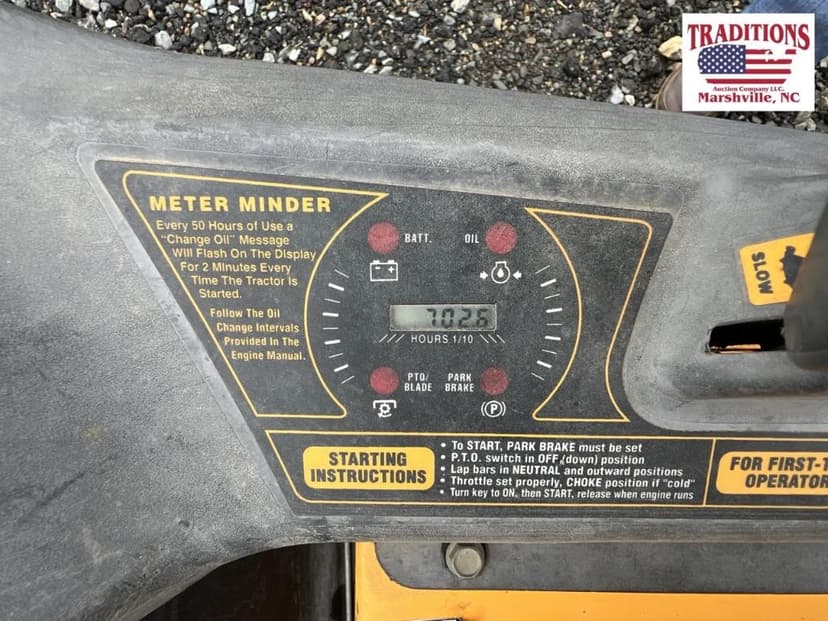 TRADITIONS
Auction Company LLC.
Marshville, NC
METER MINDER
Every 50 Hours of Use a
"Change Oil" Message
Will Flash On The Display
For 2 Minutes Every
Time The Tractor Is
Started.
Follow The Oil
Change Intervals
Provided In The
Engine Manual.
BATT.
OIL
702.6
HOURS 1/10
PTO/
BLADE
PARK
BRAKE
P
SLOW
STARTING
INSTRUCTIONS
• To START, PARK BRAKE must be set
• P.T.O. switch in OFF (down) position
• Lap bars in NEUTRAL and outward positions
• Throttle set properly, CHOKE position if "cold"
• Turn key to ON, then START, release when engine runs
FOR FIRST-T
OPERATOR